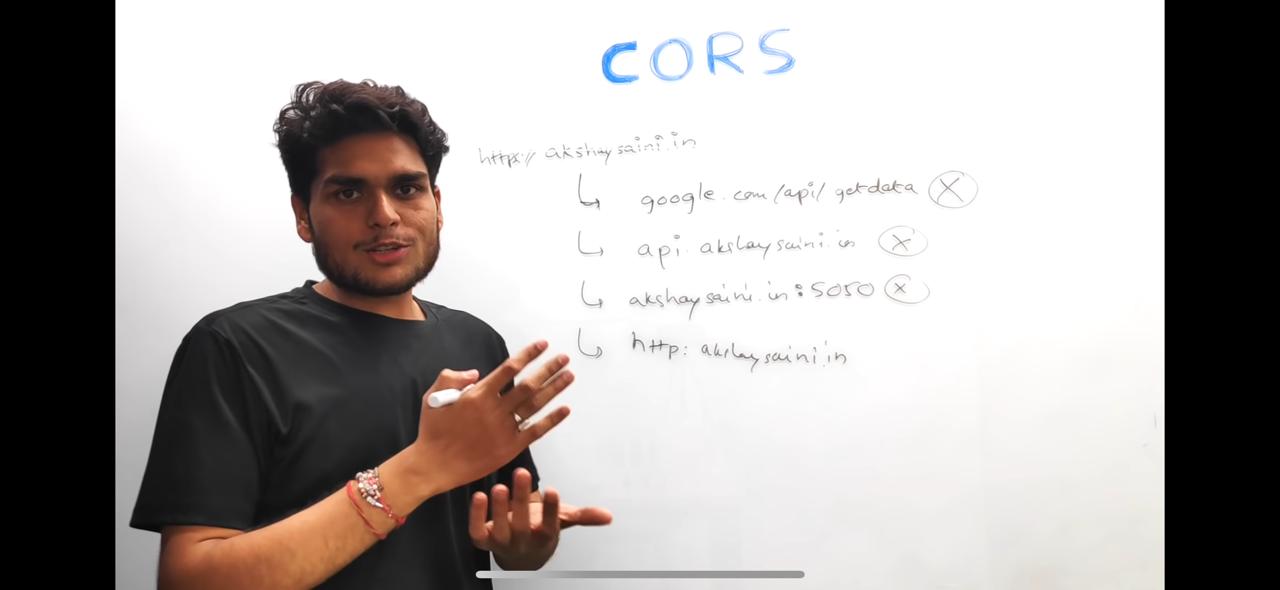 CORS
https:// akshaysaini.in
google.com/api/getdata X
api.akshaysaini.in X
akshaysaini.in:5050 X
http: akshaysaini.in